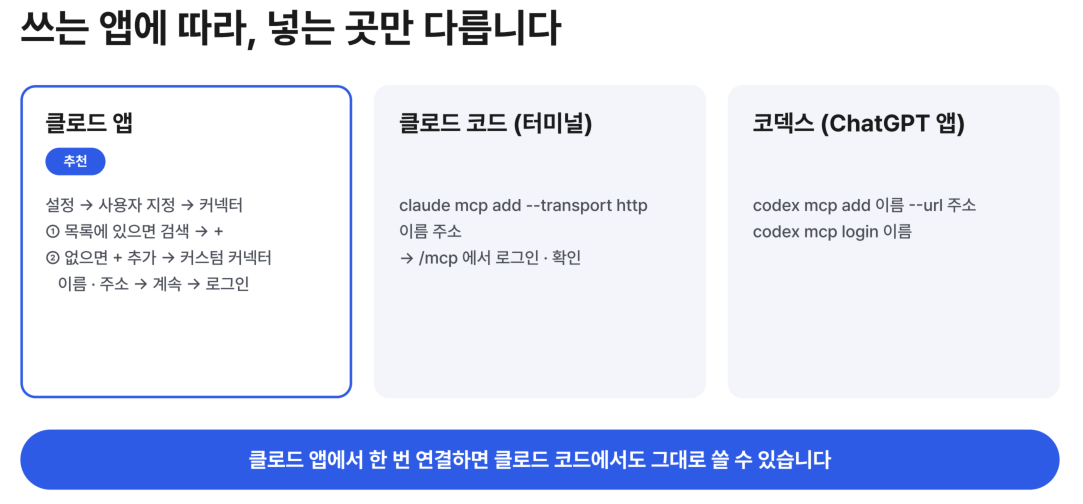 쓰는 앱에 따라, 넣는 곳만 다릅니다
클로드 앱
추천
설정 → 사용자 지정 → 커넥터
① 목록에 있으면 검색 → +
② 없으면 + 추가 → 커스텀 커넥터
이름 · 주소 → 계속 → 로그인
클로드 코드 (터미널)
claude mcp add --transport http
이름 주소
→ /mcp 에서 로그인 · 확인
코덱스 (ChatGPT 앱)
codex mcp add 이름 --url 주소
codex mcp login 이름
클로드 앱에서 한 번 연결하면 클로드 코드에서도 그대로 쓸 수 있습니다